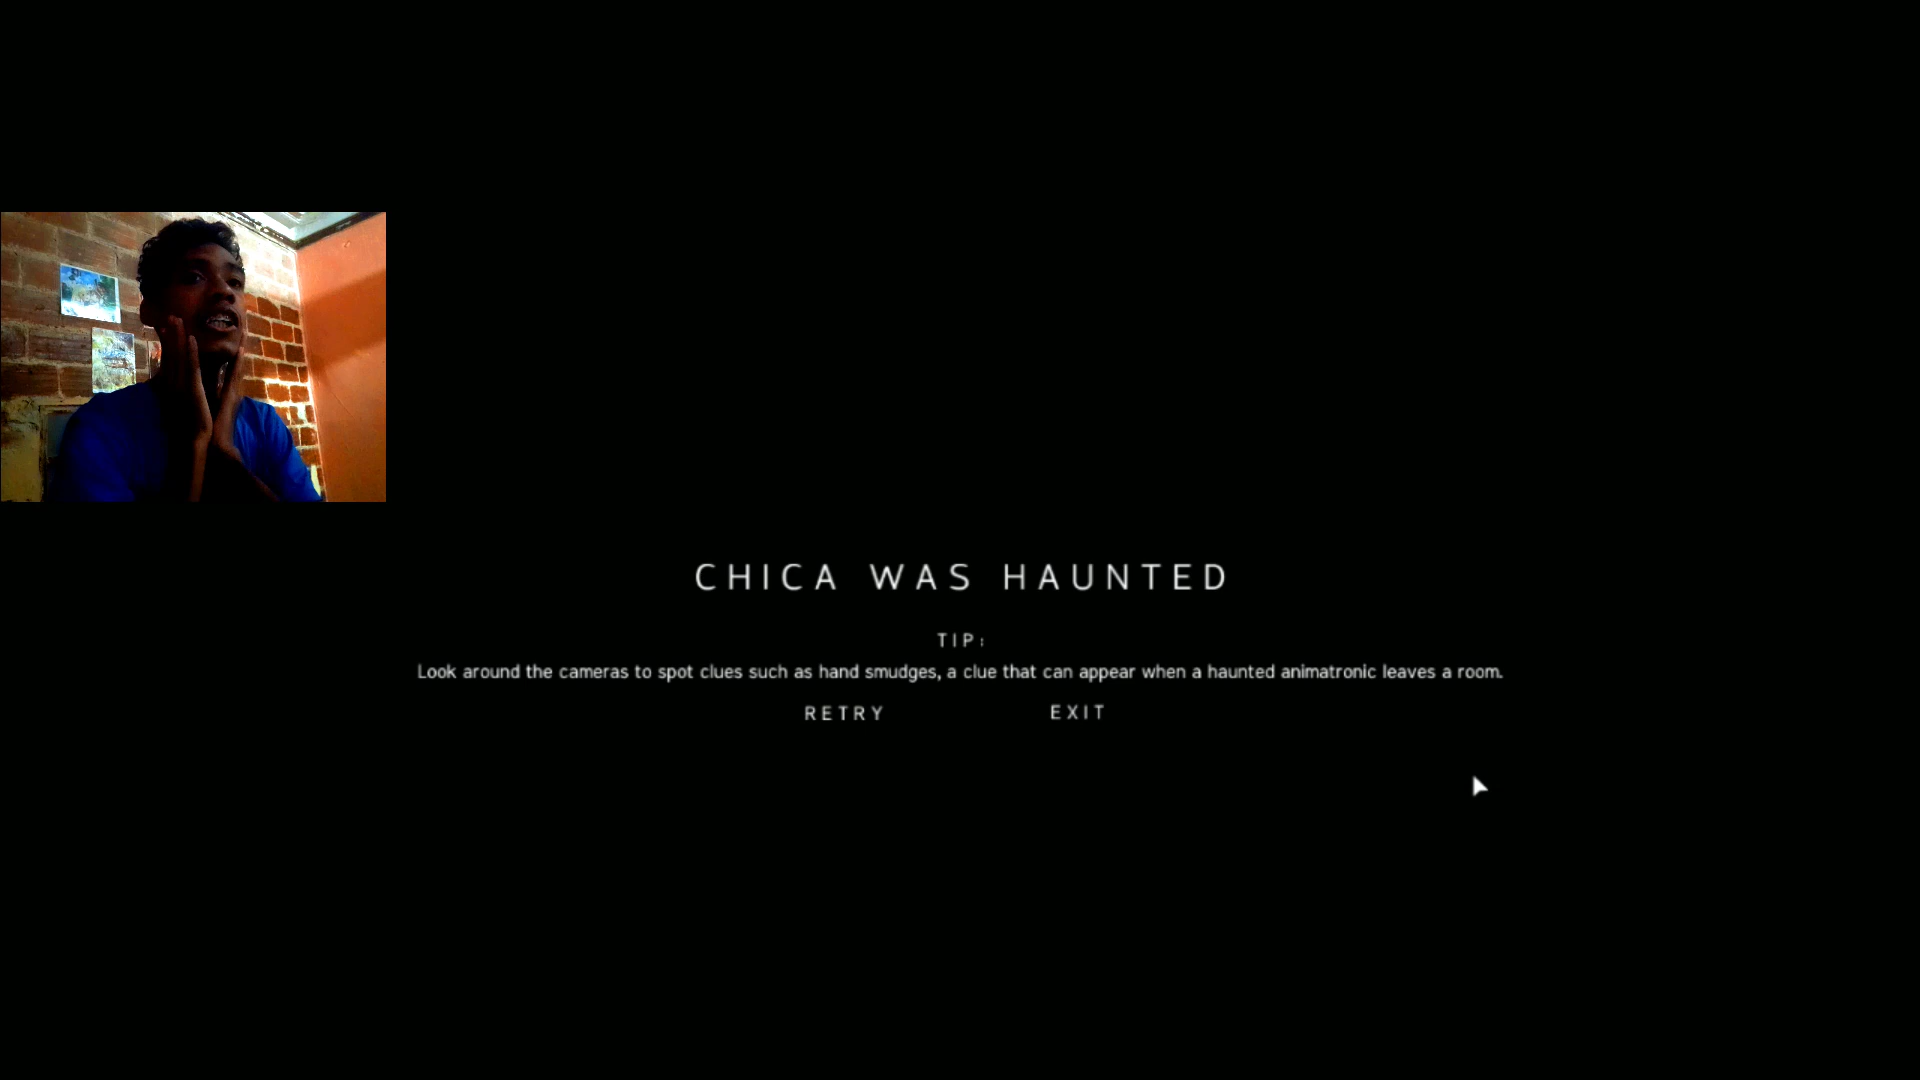 CHICA WAS HAUNTED
TIP:
Look around the cameras to spot clues such as hand smudges, a clue that can appear when a haunted animatronic leaves a room.
RETRY EXIT